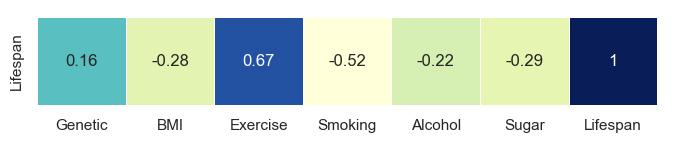 Lifespan
0.16 -0.28 0.67 -0.52 -0.22 -0.29 1
Genetic BMI Exercise Smoking Alcohol Sugar Lifespan